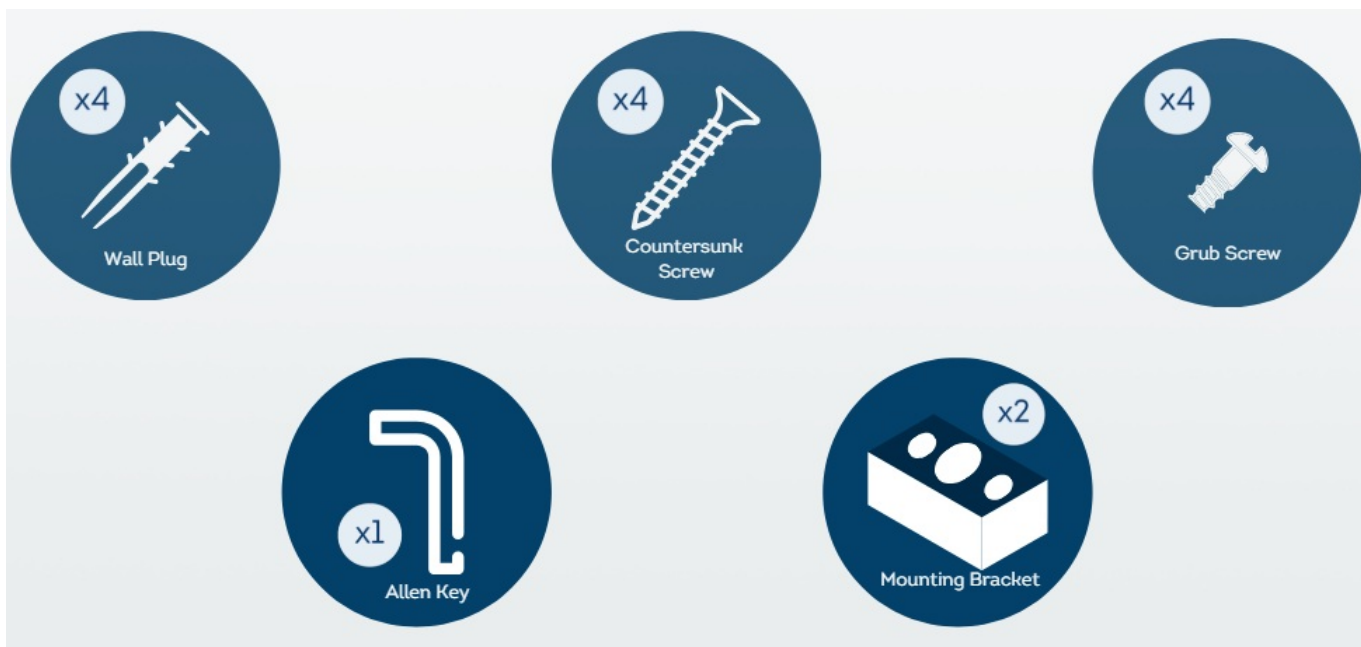 x4
Wall Plug
x4
Countersunk
Screw
x4
Grub Screw
x1
Allen Key
x2
Mounting Bracket